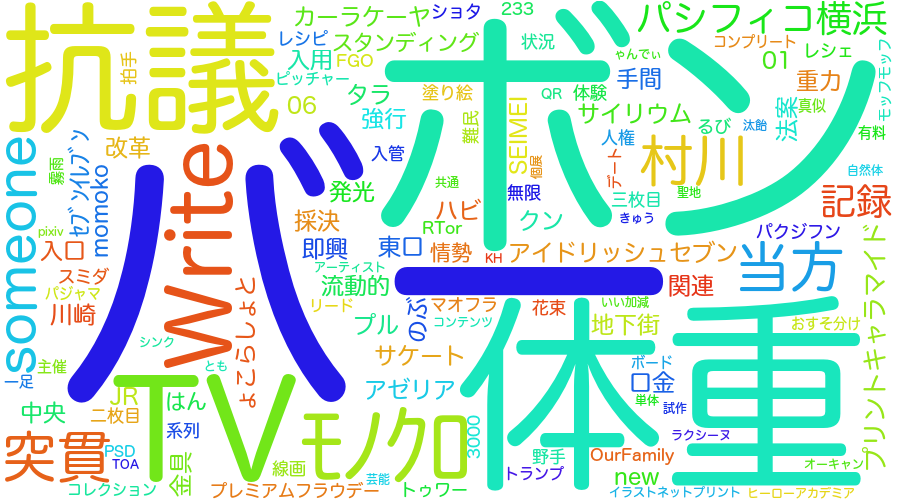 抗議
カーラケーヤ
ショタ
233
パシフィコ横浜
レシピ
スタンディング
状況
ゃんでぃ
コンプリート
レシェ
拍手
入用
FGO
ピッチャー
01
重力
モッフモッフ
手間
タラ
塗り絵
QR
体験
サイリウム
真似
06
強行
難民
SEIMEI
ボン
人権
るび
汰飴
法案
有料
someone
霧雨
セブンイレブン
改革
Write
入管
デート
個展
村川
自然体
momoko
バー
発光
共通
ハビ
無限
三枚目
聖地
記録
pixiv
入口
採決
即興
東口
RTor
クン
きゅう
パクジフン
スミダ
パジャマ
川崎
アーティスト
流動的
情勢
KH
アイドリッシュセブン
関連
当方
プリントキャラマイド
よこらしょと
リード
のぶ
マオフラ
コンテンツ
花束
いい加減
地下街
おすそ分け
シンク
プル
主催
とも
サケート
ボード
一足
TV
アゼリア
口金
JR
はん
体重
単体
試作
中央
二枚目
系列
モノクロ
3000
ラクシーヌ
突貫
PSD
TOA
金具
線画
野手
OurFamily
オーキャン
コレクション
プレミアムフラウデー
芸能
トゥワー
トランプ
new
イラストネットプリント
ヒーローアカデミア